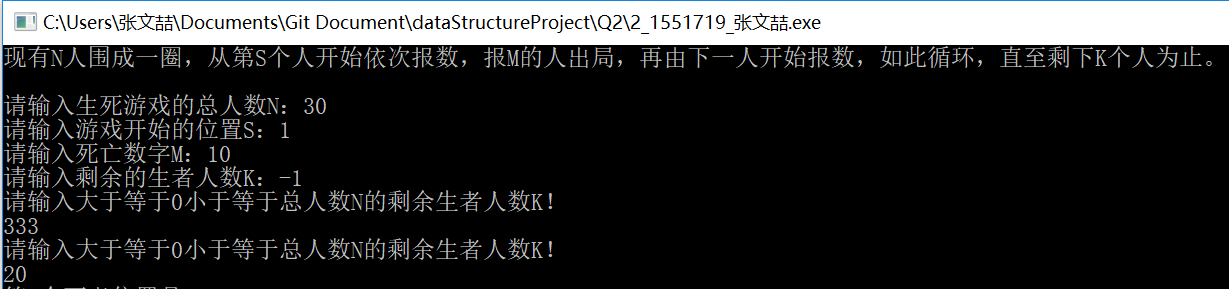 C:\Users\张文喆\Documents\Git Document\dataStructureProject\Q2\2_1551719_张文喆.exe
现有N人围成一圈，从第S个人开始依次报数，报M的人出局，再由下一人开始报数，如此循环，直至剩下K个人为止。
请输入生死游戏的总人数N：30
请输入游戏开始的位置S：1
请输入死亡数字M：10
请输入剩余的生者人数K：-1
请输入大于等于0小于等于总人数N的剩余生者人数K！
333
请输入大于等于0小于等于总人数N的剩余生者人数K！
20